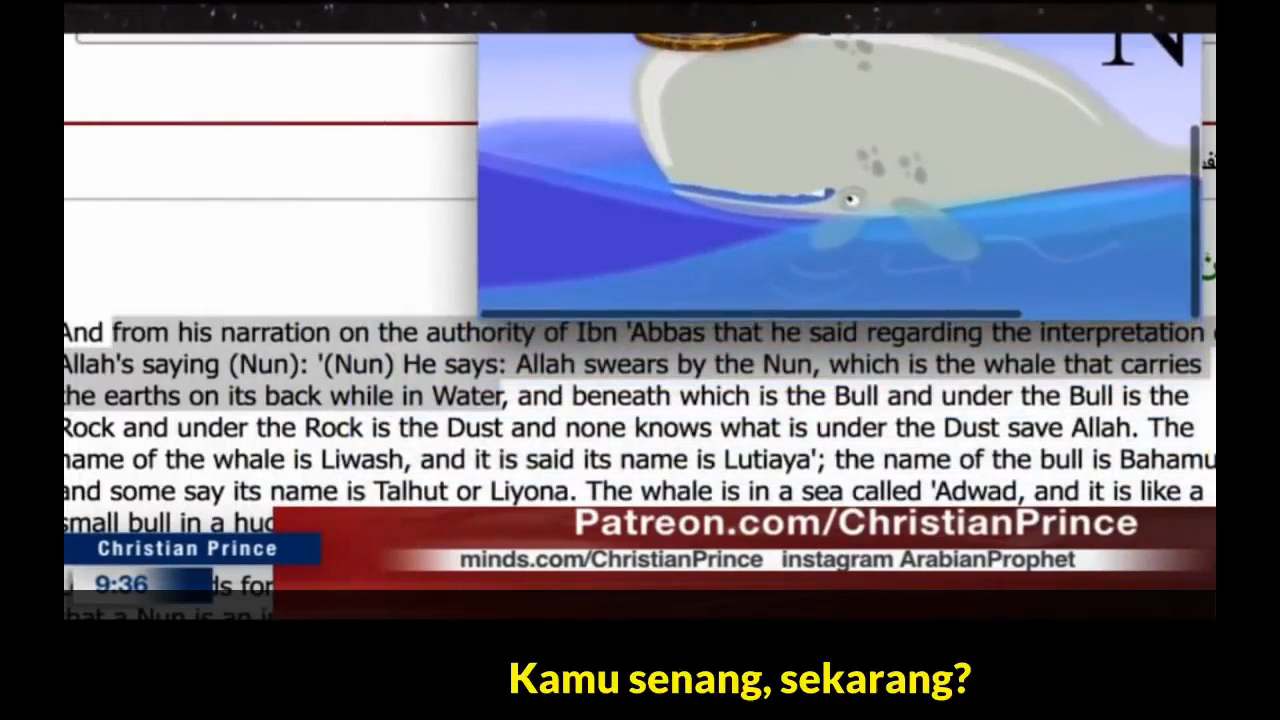 N
And from his narration on the authority of Ibn 'Abbas that he said regarding the interpretation
Allah's saying (Nun): '(Nun) He says: Allah swears by the Nun, which is the whale that carries
the earths on its back while in Water, and beneath which is the Bull and under the Bull is the
Rock and under the Rock is the Dust and none knows what is under the Dust save Allah. The
name of the whale is Liwash, and it is said its name is Lutiaya'; the name of the bull is Bahamu
and some say its name is Talhut or Liyona. The whale is in a sea called 'Adwad, and it is like a
small bull in a
Patreon.com/ChristianPrince
Christian Prince
minds.com/ChristianPrince instagram ArabianProphet
9:36
for
that a Nun is an
Kamu senang, sekarang?